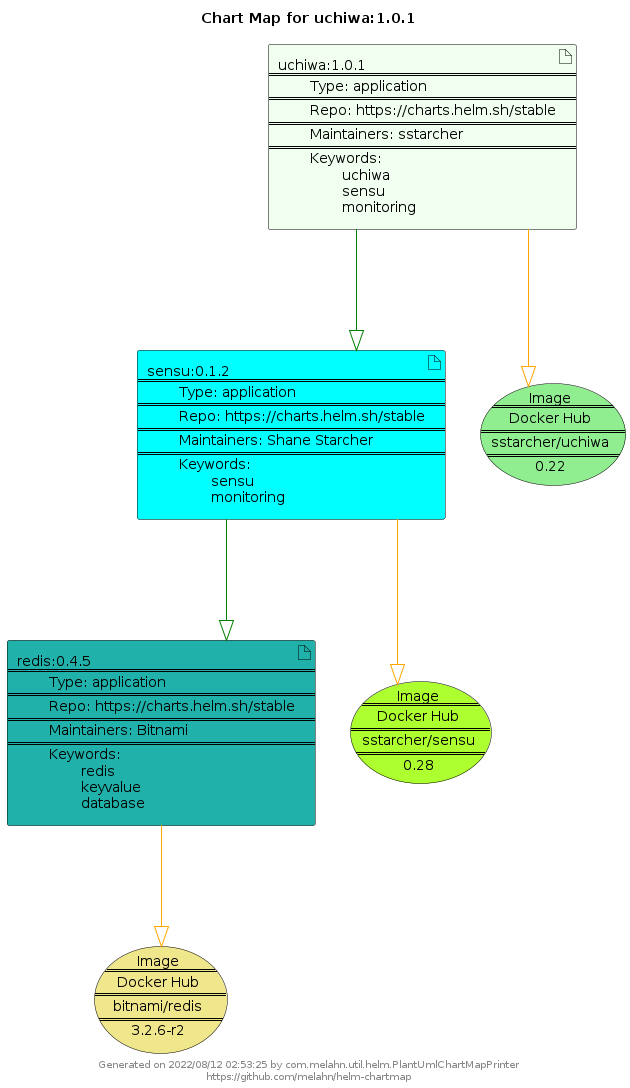 Chart Map for uchiwa:1.0.1
uchiwa:1.0.1
Type: application
Repo: https://charts.helm.sh/stable
Maintainers: sstarcher
Keywords:
uchiwa
sensu
monitoring
sensu:0.1.2
Type: application
Repo: https://charts.helm.sh/stable
Maintainers: Shane Starcher
Keywords:
sensu
monitoring
Image
Docker Hub
sstarcher/uchiwa
0.22
redis:0.4.5
Type: application
Repo: https://charts.helm.sh/stable
Maintainers: Bitnami
Keywords:
redis
keyvalue
database
Image
Docker Hub
sstarcher/sensu
0.28
Image
Docker Hub
bitnami/redis
3.2.6-r2
Generated on 2022/08/12 02:53:25 by com.melahn.util.helm.PlantUmlChartMapPrinter
https://github.com/melahn/helm-chartmap